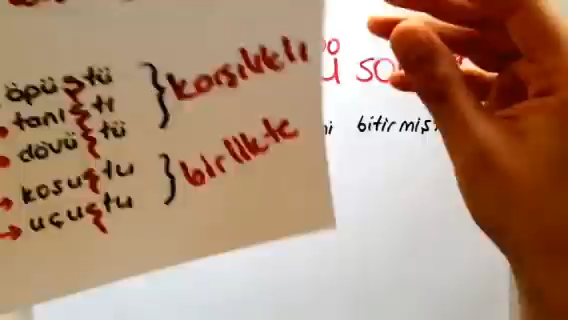 öpüştü
tanıştı
dövüştü
karşılıklı
koşuştu
uçuştu
birlikte
bitirmiş